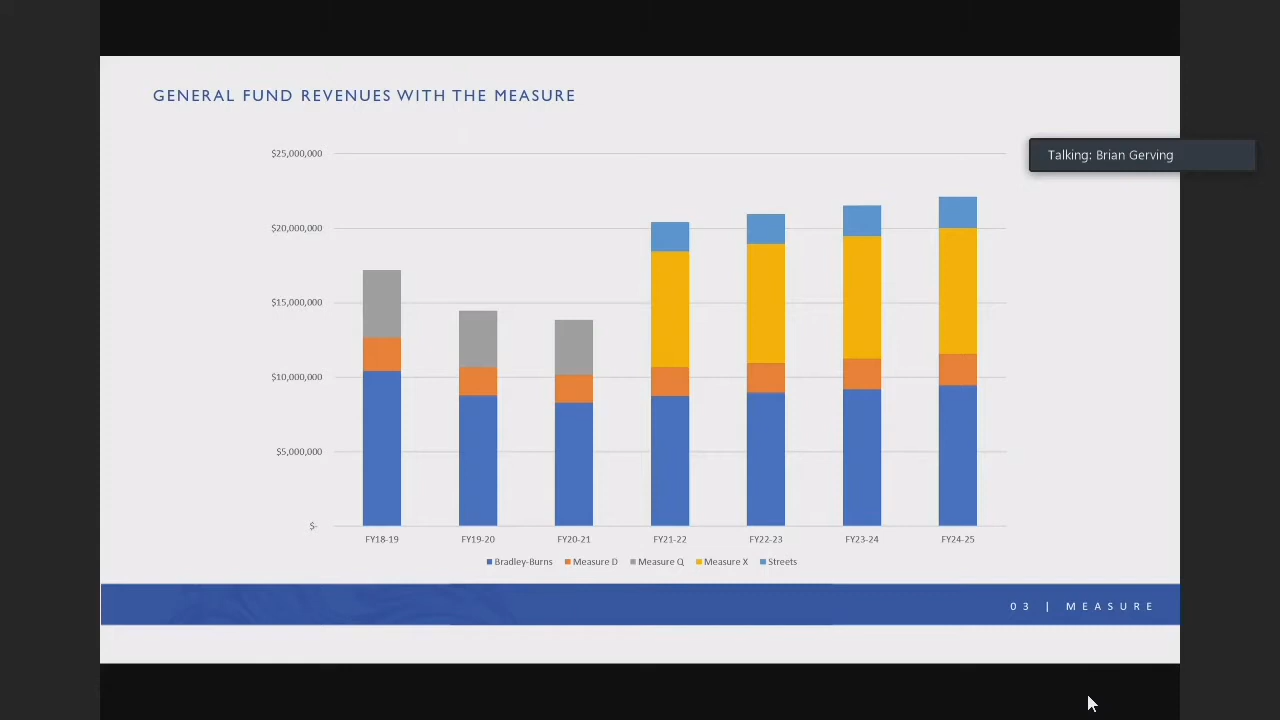 GENERAL FUND REVENUES WITH THE MEASURE
Talking: Brian Gerving
$25,000,000
$20,000,000
$15,000,000
$10,000,000
$5,000,000
$-
FY18-19 FY19-20 FY20-21 FY21-22 FY22-23 FY23-24 FY24-25
Bradley-Burns Measure D Measure Q Measure X Streets
03 | MEASURE